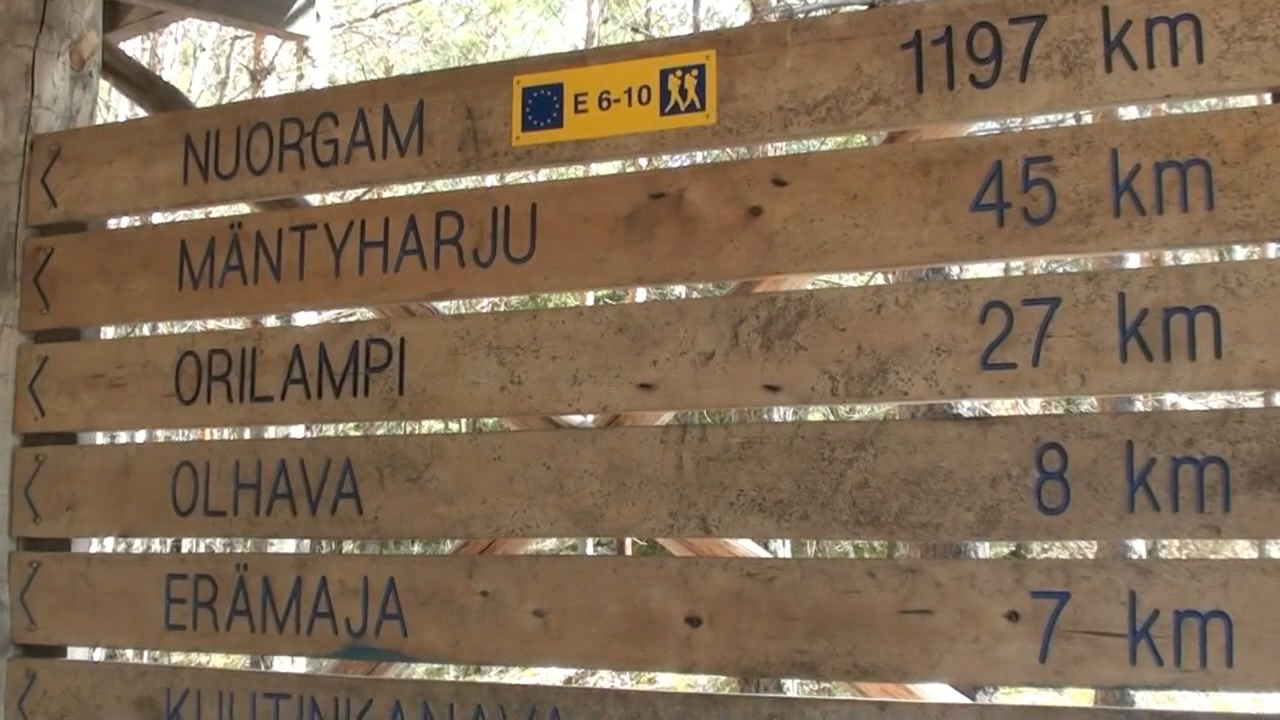 NUORGAM E 6-10 1197 km
MÄNTYHARJU 45 km
ORILAMPI 27 km
OLHAVA 8 km
ERÄMAJA 7 km
KUUTINKANAVA